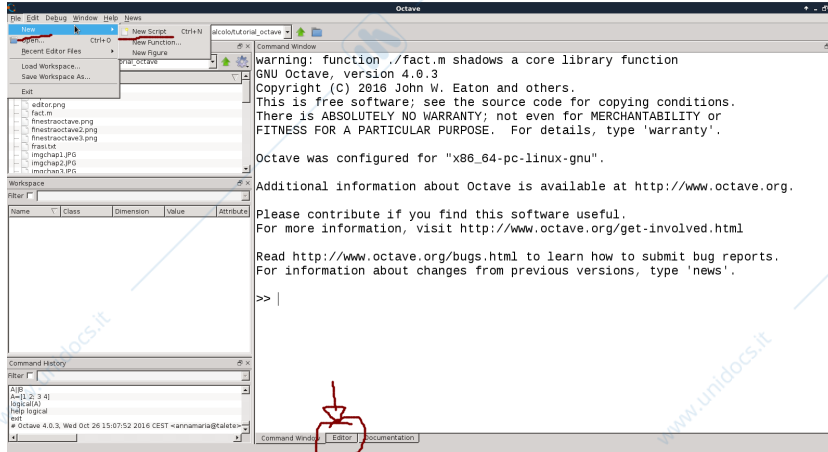 Octave
File Edit Debug Window Help News
New
Open... Ctrl+O
Recent Editor Files
Load Workspace...
Save Workspace As...
Exit
New Script Ctrl+N
New Function...
New Figure
alcolo/tutorial_octave
torial_octave
editor.png
fact.m
finestraoctave.png
finestraoctave2.png
finestraoctave3.png
frasi.txt
imgchap1.JPG
imgchap2.JPG
imgchap3.JPG
Workspace
Filter
Name Class Dimension Value Attribute
Command History
Filter
A||B
A=[1 2; 3 4]
logical(A)
help logical
exit
# Octave 4.0.3, Wed Oct 26 15:07:52 2016 CEST <annamaria@talete>
Command Window
warning: function ./fact.m shadows a core library function
GNU Octave, version 4.0.3
Copyright (C) 2016 John W. Eaton and others.
This is free software; see the source code for copying conditions.
There is ABSOLUTELY NO WARRANTY; not even for MERCHANTABILITY or
FITNESS FOR A PARTICULAR PURPOSE.  For details, type 'warranty'.
Octave was configured for "x86_64-pc-linux-gnu".
Additional information about Octave is available at http://www.octave.org.
Please contribute if you find this software useful.
For more information, visit http://www.octave.org/get-involved.html
Read http://www.octave.org/bugs.html to learn how to submit bug reports.
For information about changes from previous versions, type 'news'.
>>
Command Window Editor Documentation
www.unidocs.it